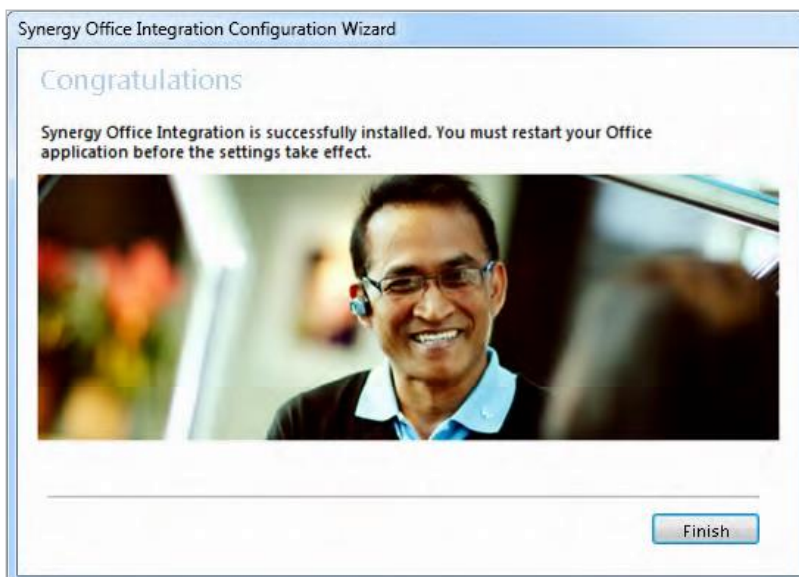 Synergy Office Integration Configuration Wizard
Congratulations
Synergy Office Integration is successfully installed. You must restart your Office
application before the settings take effect.
Finish